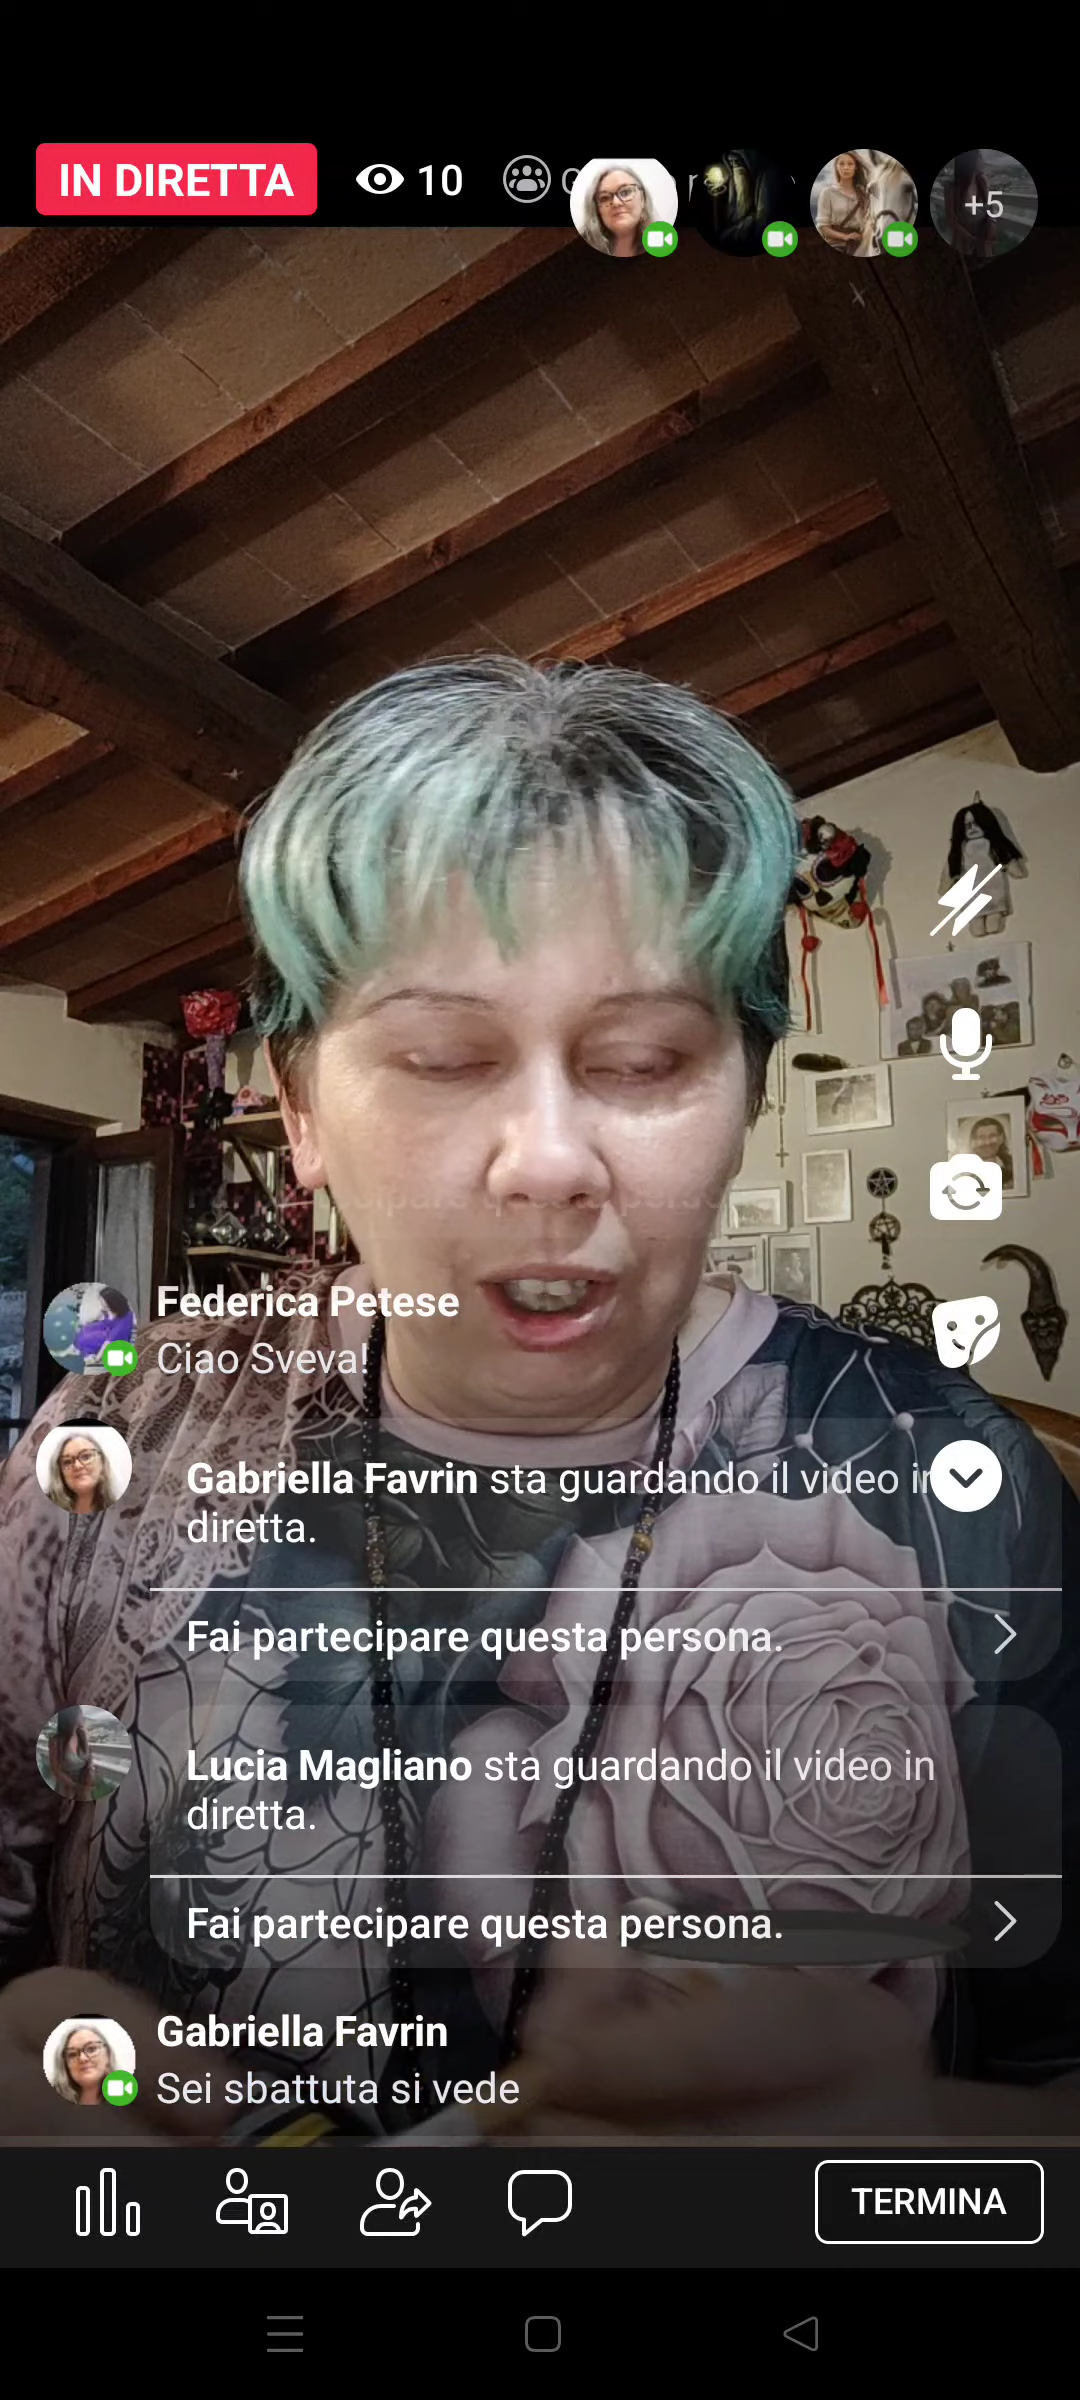 IN DIRETTA
10
+5
Federica Petese
Ciao Sveva!
Gabriella Favrin sta guardando il video in
diretta.
Fai partecipare questa persona.
Lucia Magliano sta guardando il video in
diretta.
Fai partecipare questa persona.
Gabriella Favrin
Sei sbattuta si vede
TERMINA